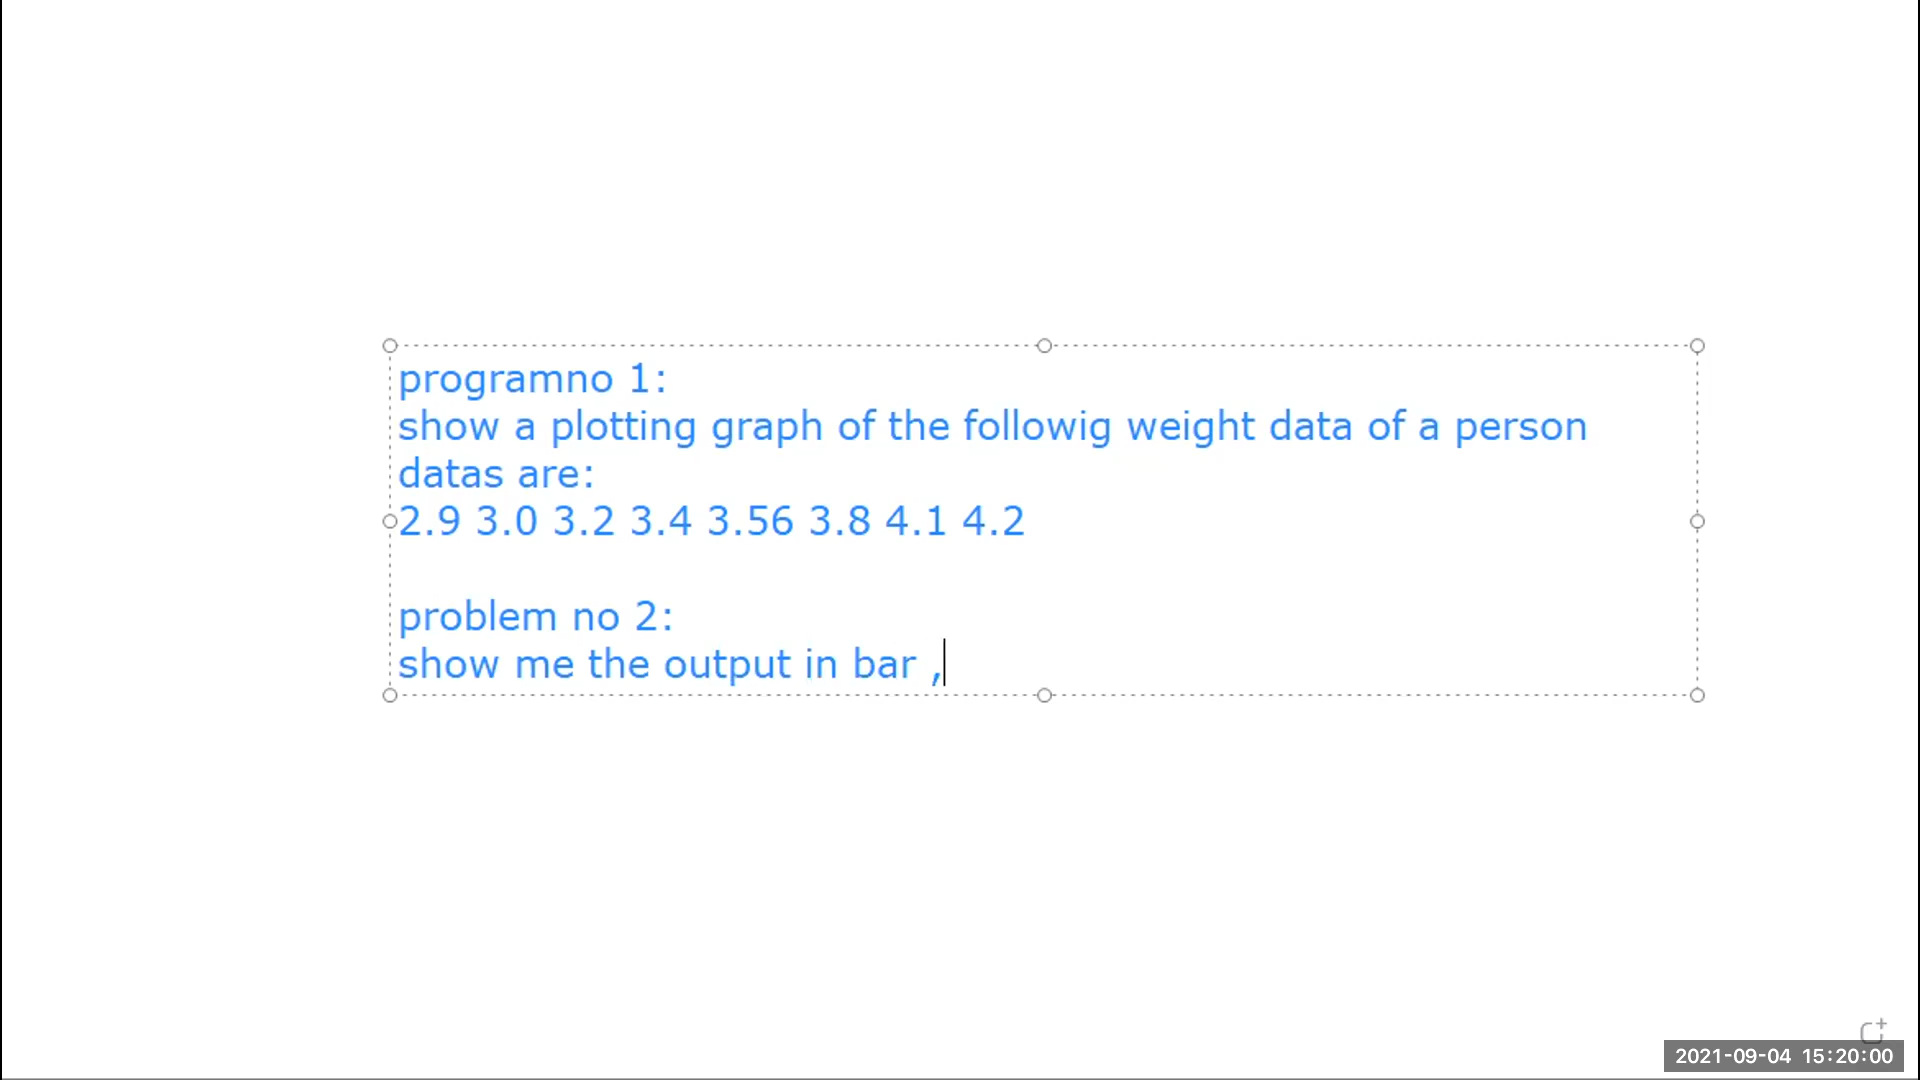 programno 1:
show a plotting graph of the followig weight data of a person
datas are:
2.9 3.0 3.2 3.4 3.56 3.8 4.1 4.2
problem no 2:
show me the output in bar ,
2021-09-04 15:20:00